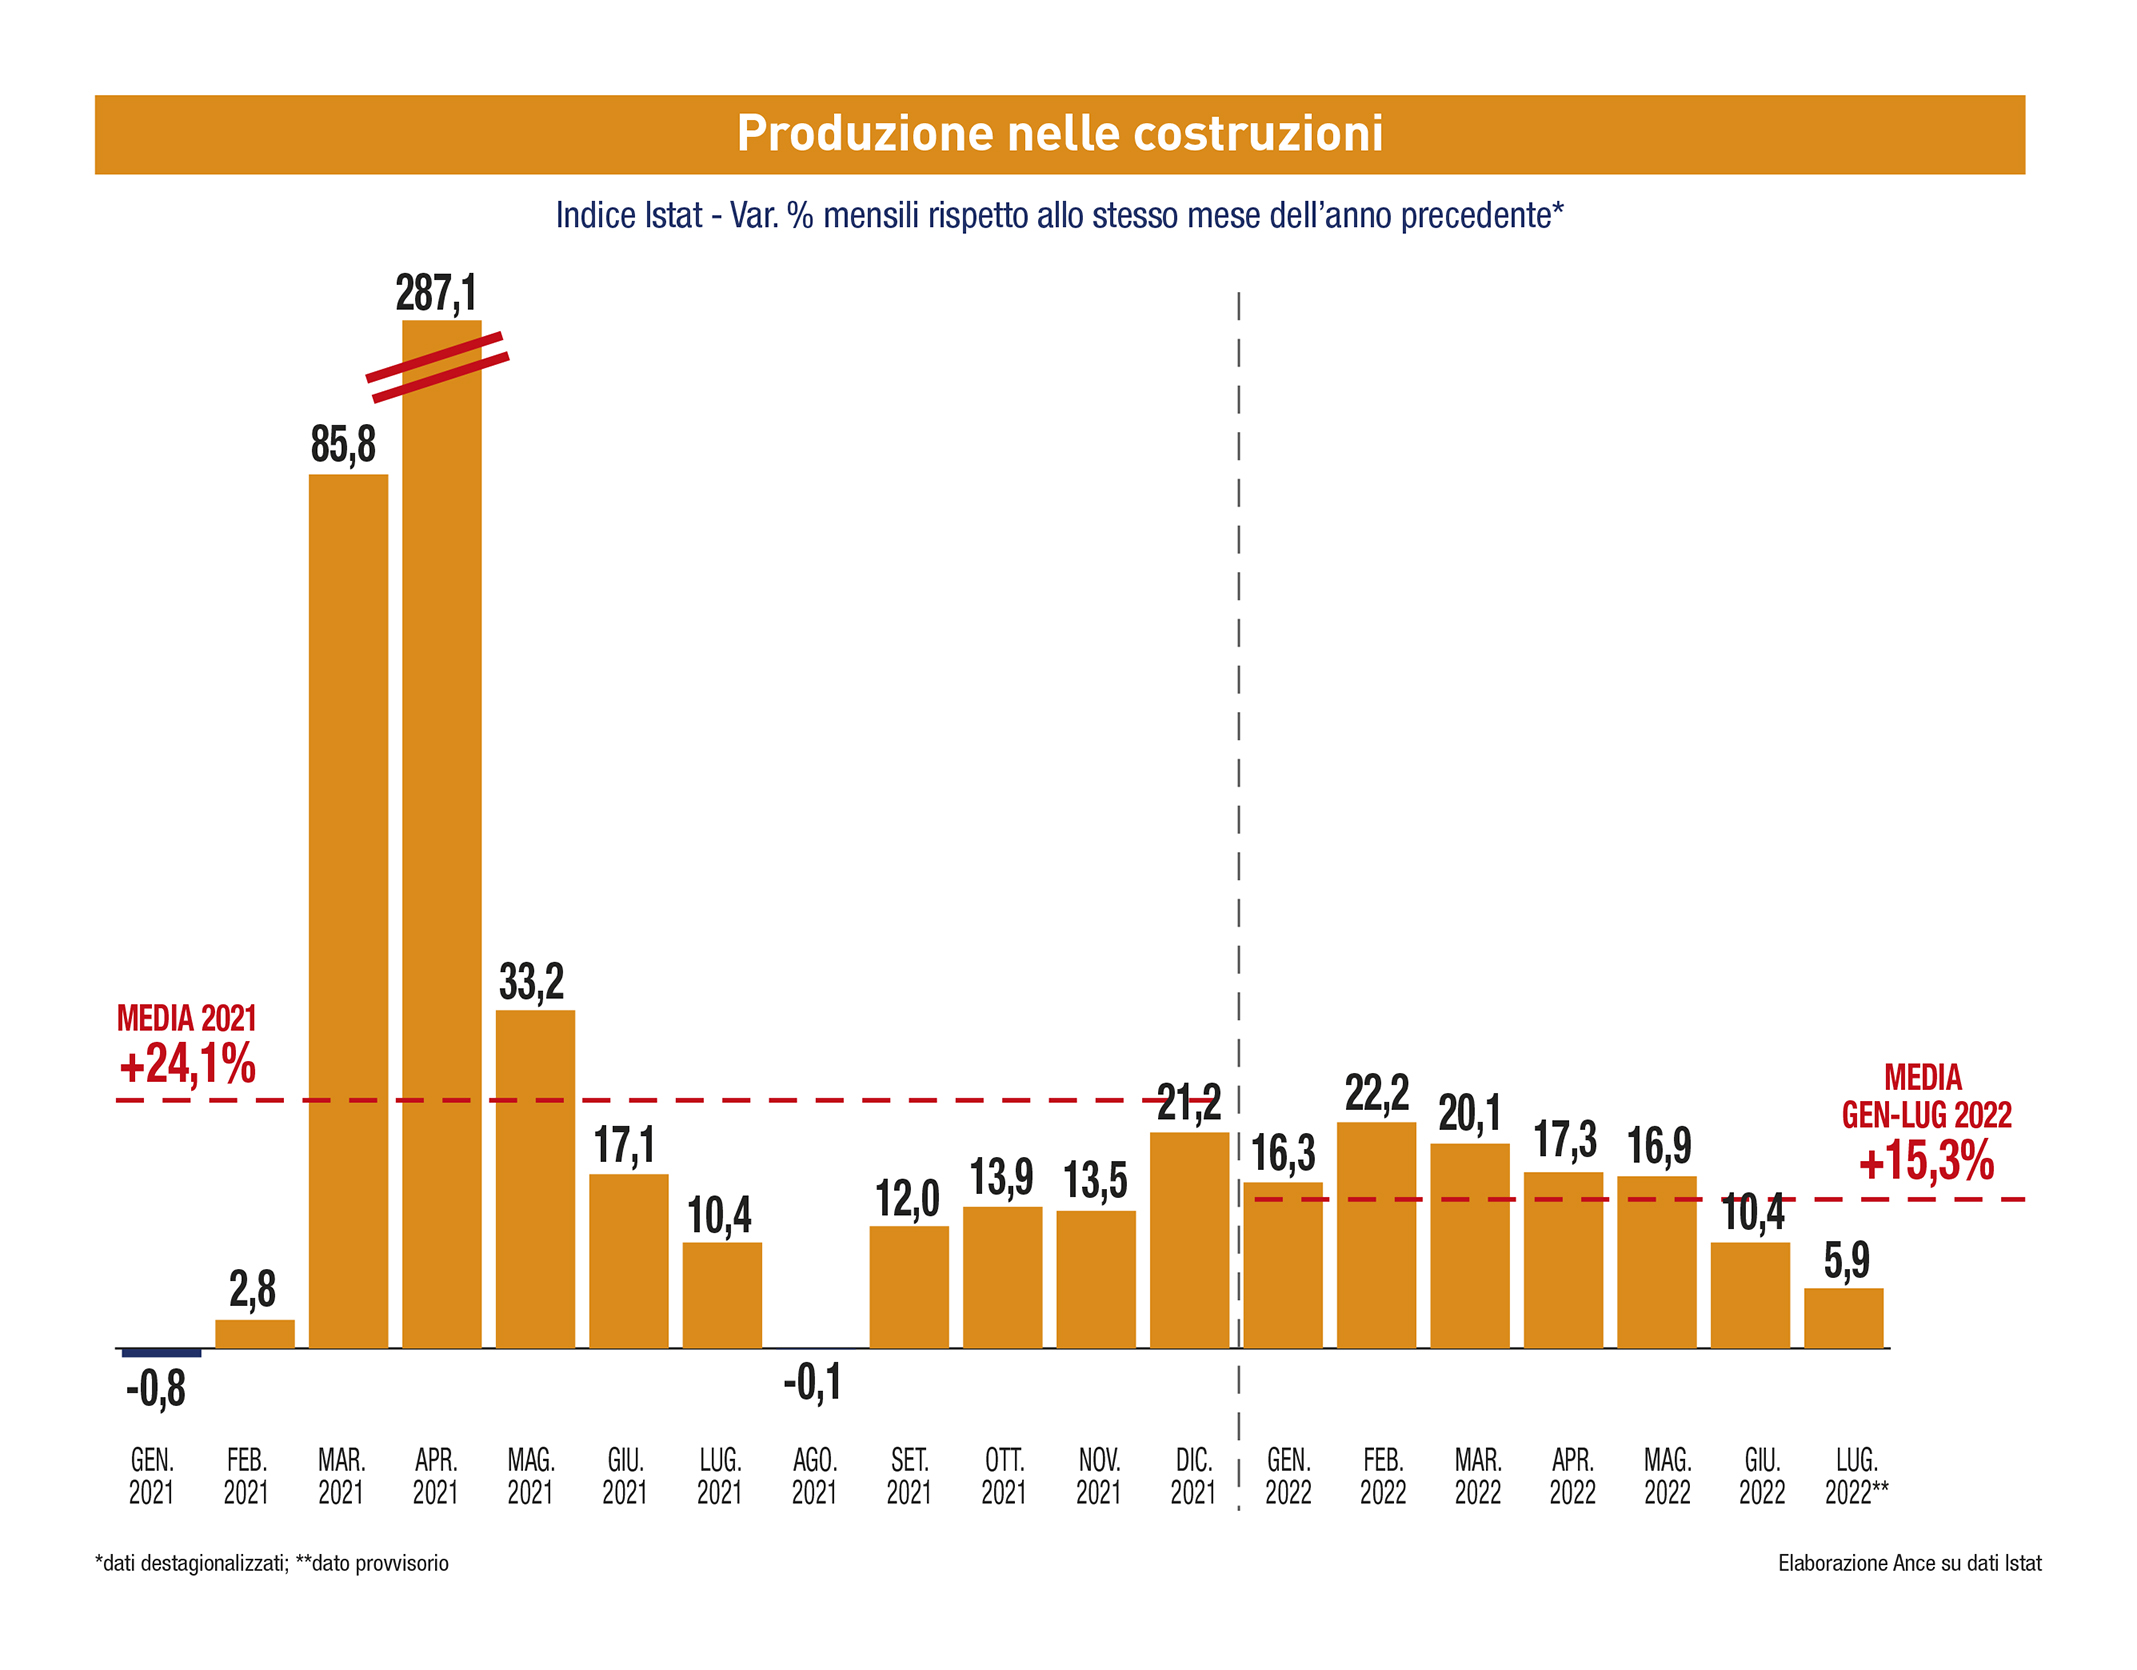 Produzione nelle costruzioni
Indice Istat - Var. % mensili rispetto allo stesso mese dell’anno precedente*
287,1
85,8
33,2
MEDIA 2021
+24,1%
2,8
17,1
10,4
12,0
13,9
13,5
21,2
16,3
22,2
20,1
17,3
16,9
10,4
5,9
MEDIA
GEN-LUG 2022
+15,3%
-0,8
-0,1
GEN. FEB. MAR. APR. MAG. GIU. LUG. AGO. SET. OTT. NOV. DIC. GEN. FEB. MAR. APR. MAG. GIU. LUG.
2021 2021 2021 2021 2021 2021 2021 2021 2021 2021 2021 2021 2022 2022 2022 2022 2022 2022 2022**
*dati destagionalizzati; **dato provvisorio
Elaborazione Ance su dati Istat